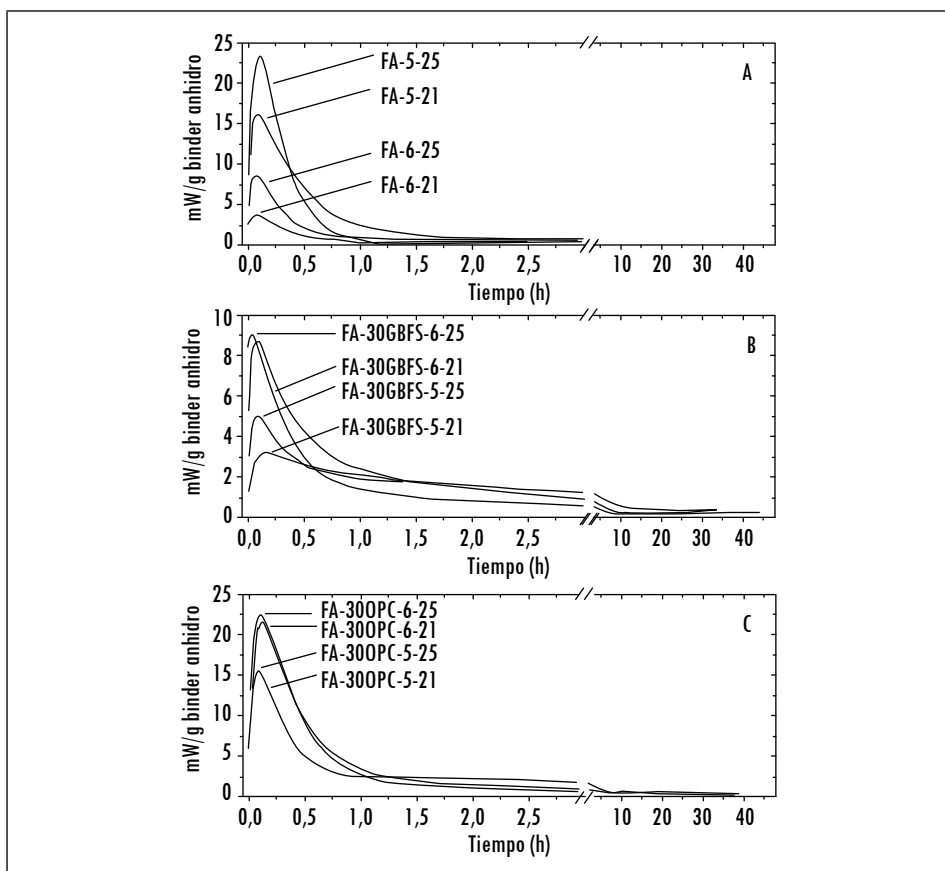 A
mW/g binder anhidro
25
20
15
10
5
0
FA-5-25
FA-5-21
FA-6-25
FA-6-21
0,0 0,5 1,0 1,5 2,0 2,5 10 20 30 40
Tiempo (h)
B
mW/g binder anhidro
10
8
6
4
2
0
FA-30GBFS-6-25
FA-30GBFS-6-21
FA-30GBFS-5-25
FA-30GBFS-5-21
0,0 0,5 1,0 1,5 2,0 2,5 10 20 30 40
Tiempo (h)
C
mW/g binder anhidro
25
20
15
10
5
0
FA-30OPC-6-25
FA-30OPC-6-21
FA-30OPC-5-25
FA-30OPC-5-21
0,0 0,5 1,0 1,5 2,0 2,5 10 20 30 40
Tiempo (h)